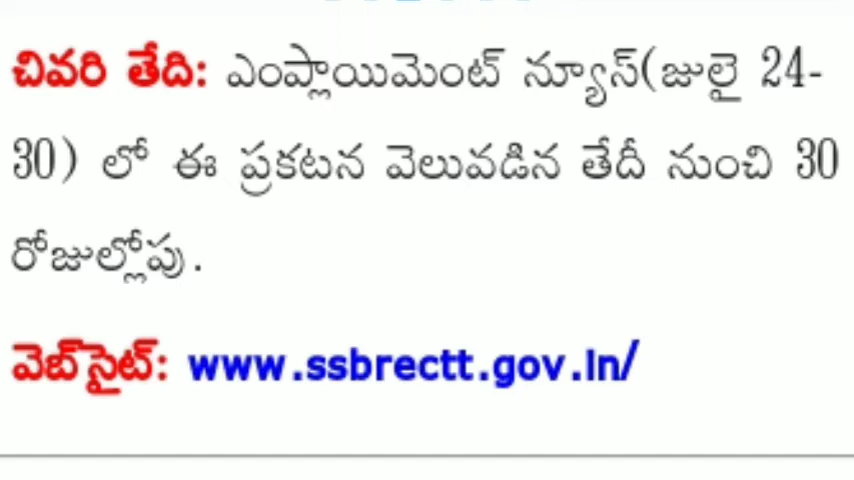 చివరి తేది: ఎంప్లాయిమెంట్ న్యూస్(జులై 24-
30) లో ఈ ప్రకటన వెలువడిన తేదీ నుంచి 30
రోజుల్లోపు.
వెబ్‌సైట్: www.ssbrectt.gov.in/